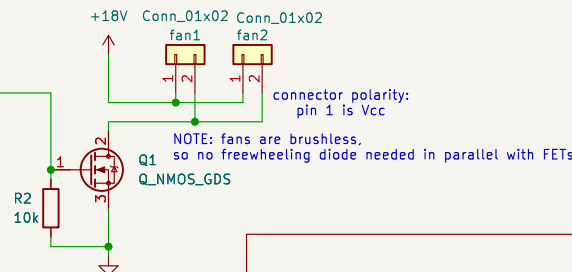 +18V
Conn_01x02
Conn_01x02
fan1
fan2
1
2
1
2
connector polarity:
pin 1 is Vcc
NOTE: fans are brushless,
so no freewheeling diode needed in parallel with FETs
2
1
Q1
Q_NMOS_GDS
3
R2
10k